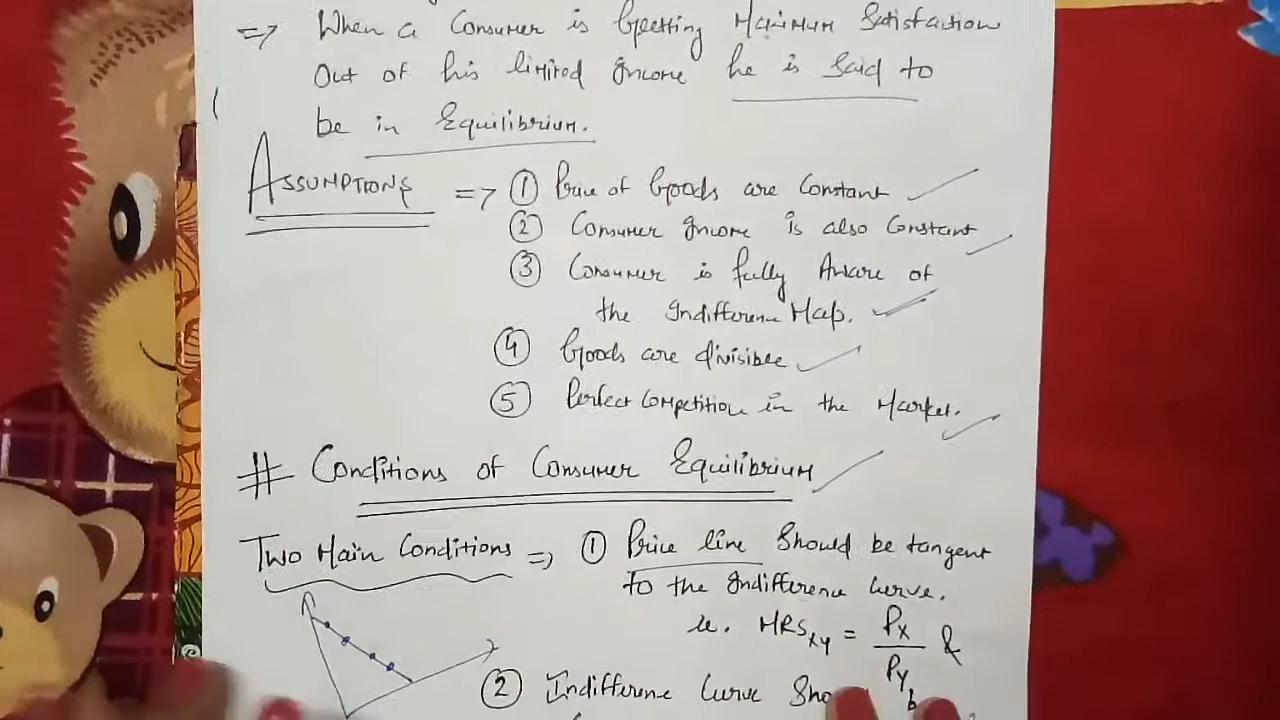 => When a Consumer is Getting Maximum Satisfaction
Out of his limited Income he is Said to
be in Equilibrium.
ASSUMPTIONS => ① Price of Goods are Constant
② Consumer Income is also Constant
③ Consumer is fully Aware of
the Indifference Map.
④ Goods are divisible
⑤ Perfect Competition in the Market.
# Conditions of Consumer Equilibrium
Two Main Conditions => ① Price line Should be tangent
to the Indifference Curve.
ie. MRSxy = Px / Py &
② Indifference Curve Sho
b